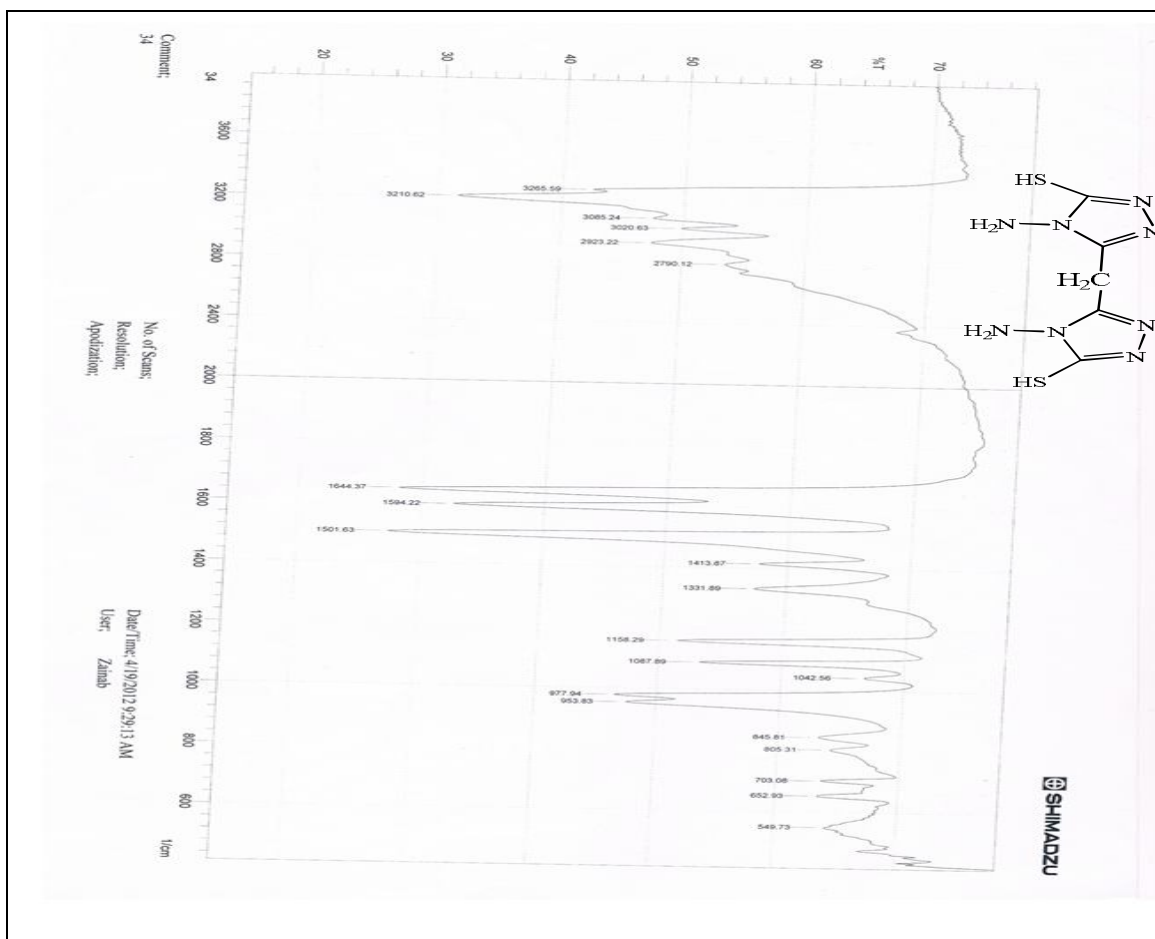 Comment;
34
34
20
30
40
50
60
%T
70
3600
3200
2800
2400
2000
1800
1600
1400
1200
1000
800
600
1/cm
3265.59
3210.62
3085.24
3020.63
2923.22
2790.12
1644.37
1594.22
1501.63
1413.87
1331.89
1158.29
1087.89
1042.56
977.94
953.83
845.81
805.31
703.08
652.93
549.73
No. of Scans;
Resolution;
Apodization;
Date/Time; 4/19/2012 9:29:13 AM
User; Zainab
SHIMADZU
HS
N
N
H2N
N
H2C
H2N
N
N
N
HS